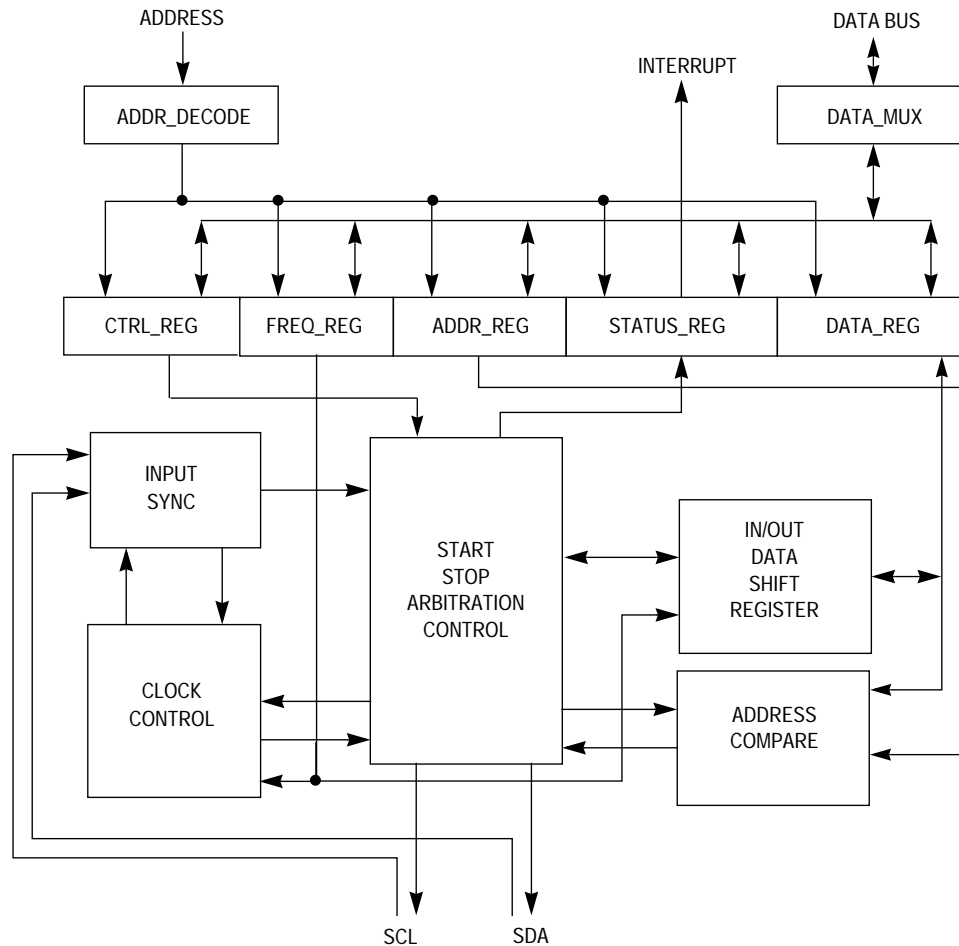 ADDRESS
DATA BUS
INTERRUPT
ADDR_DECODE
DATA_MUX
CTRL_REG
FREQ_REG
ADDR_REG
STATUS_REG
DATA_REG
INPUT
SYNC
START
STOP
ARBITRATION
CONTROL
IN/OUT
DATA
SHIFT
REGISTER
CLOCK
CONTROL
ADDRESS
COMPARE
SCL
SDA